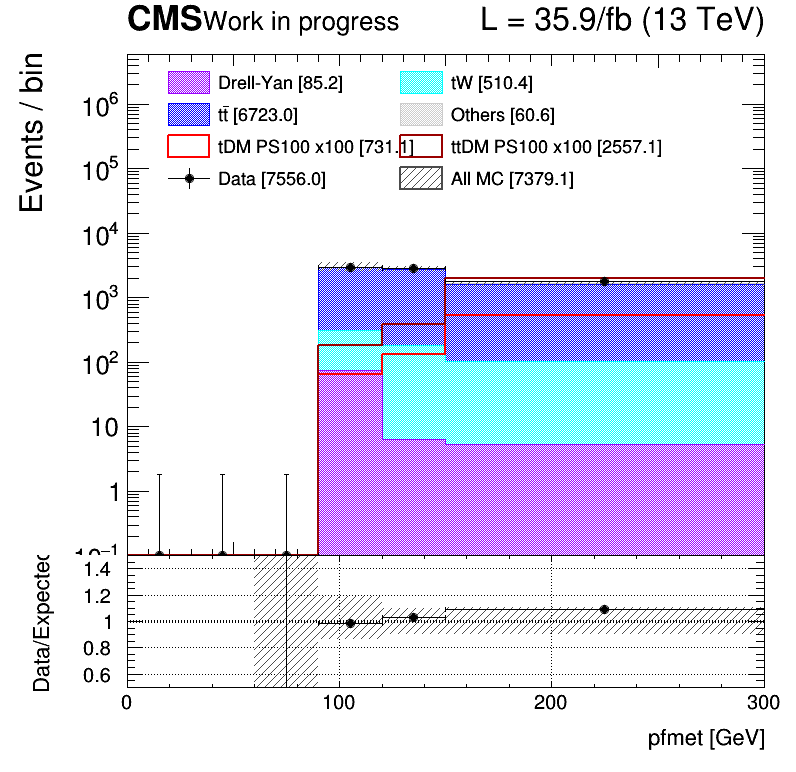 CMS Work in progress L = 35.9/fb (13 TeV)
Events / bin
Drell-Yan [85.2] tW [510.4]
tt̄ [6723.0] Others [60.6]
tDM PS100 x100 [731.1] ttDM PS100 x100 [2557.1]
Data [7556.0] All MC [7379.1]
10⁶
10⁵
10⁴
10³
10²
10
1
10⁻¹
Data/Expected
1.4
1.2
1
0.8
0.6
0 100 200 300
pfmet [GeV]